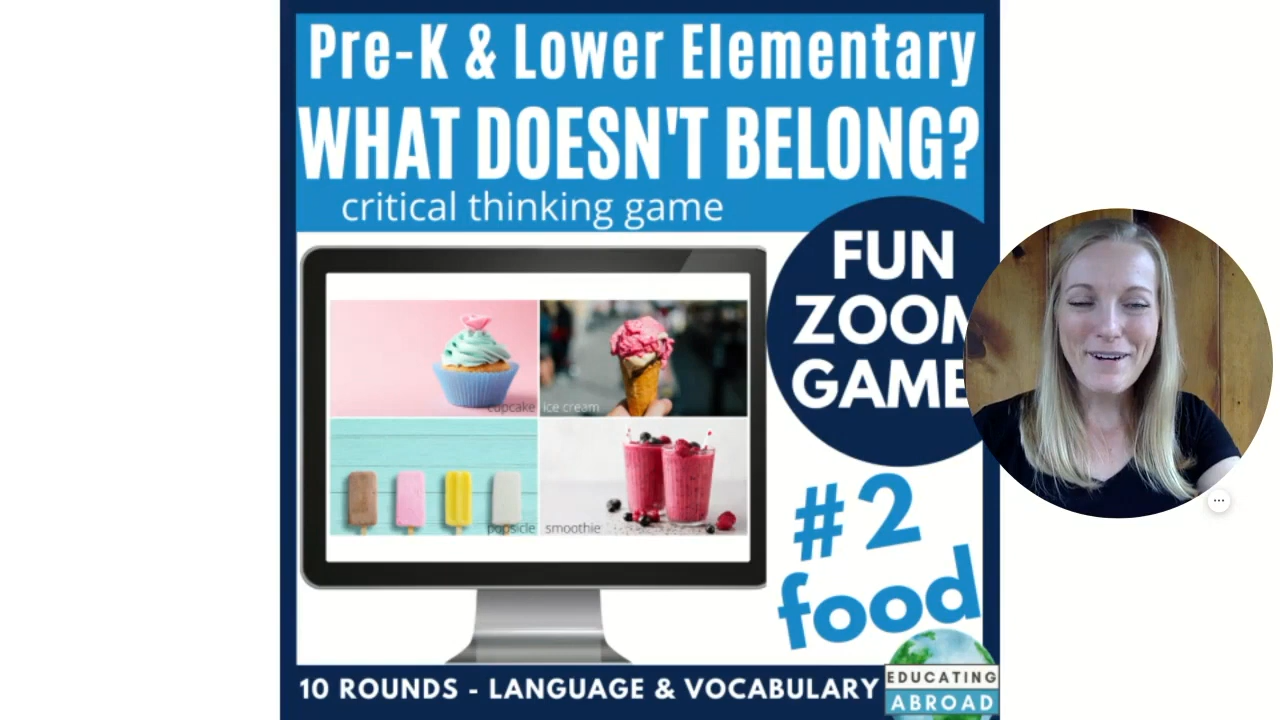 Pre-K & Lower Elementary
WHAT DOESN'T BELONG?
critical thinking game
FUN
ZOOM
GAME
cupcake
ice cream
popsicle
smoothie
#2
food
10 ROUNDS - LANGUAGE & VOCABULARY
EDUCATING
ABROAD